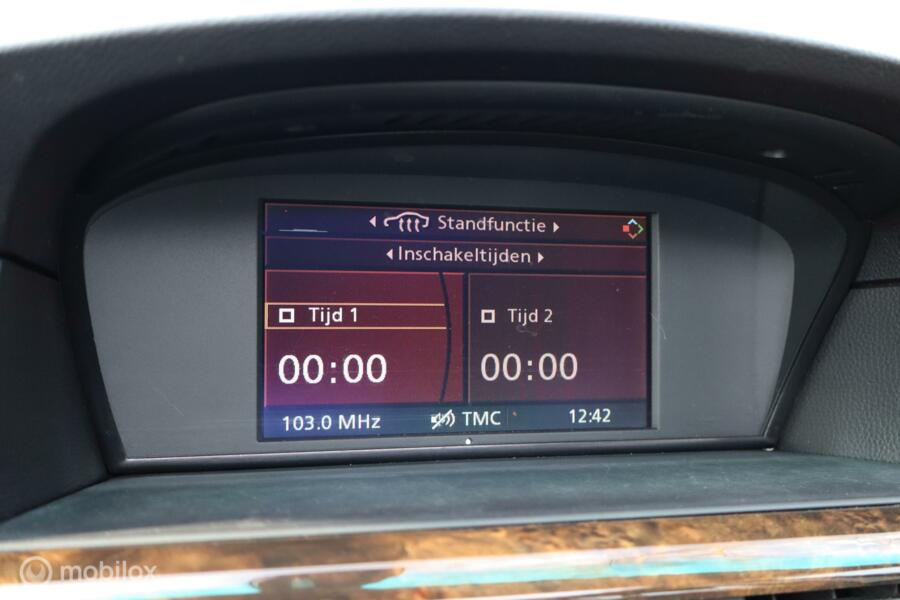 Standfunctie
Inschakeltijden
Tijd 1
Tijd 2
00:00
00:00
103.0 MHz TMC 12:42
mobilox